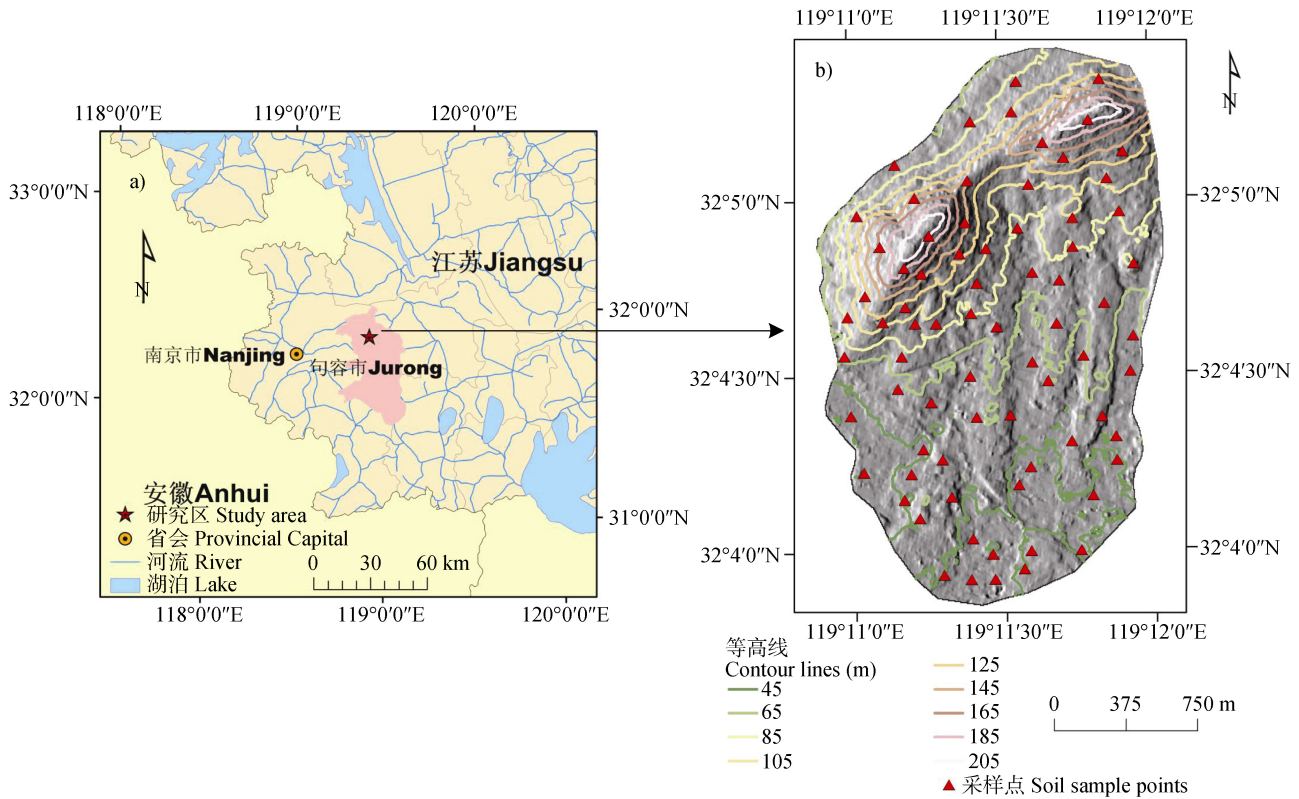 118°0′0″E 119°0′0″E 120°0′0″E
33°0′0″N
32°0′0″N
a)
N
江苏Jiangsu
南京市Nanjing
句容市Jurong
安徽Anhui
★ 研究区 Study area
省会 Provincial Capital
河流 River
湖泊 Lake
0 30 60 km
32°0′0″N
31°0′0″N
118°0′0″E 119°0′0″E 120°0′0″E
119°11′0″E 119°11′30″E 119°12′0″E
b)
N
32°5′0″N
32°4′30″N
32°4′0″N
32°5′0″N
32°4′30″N
32°4′0″N
119°11′0″E 119°11′30″E 119°12′0″E
等高线
Contour lines (m)
45
65
85
105
125
145
165
185
205
0 375 750 m
▲ 采样点 Soil sample points